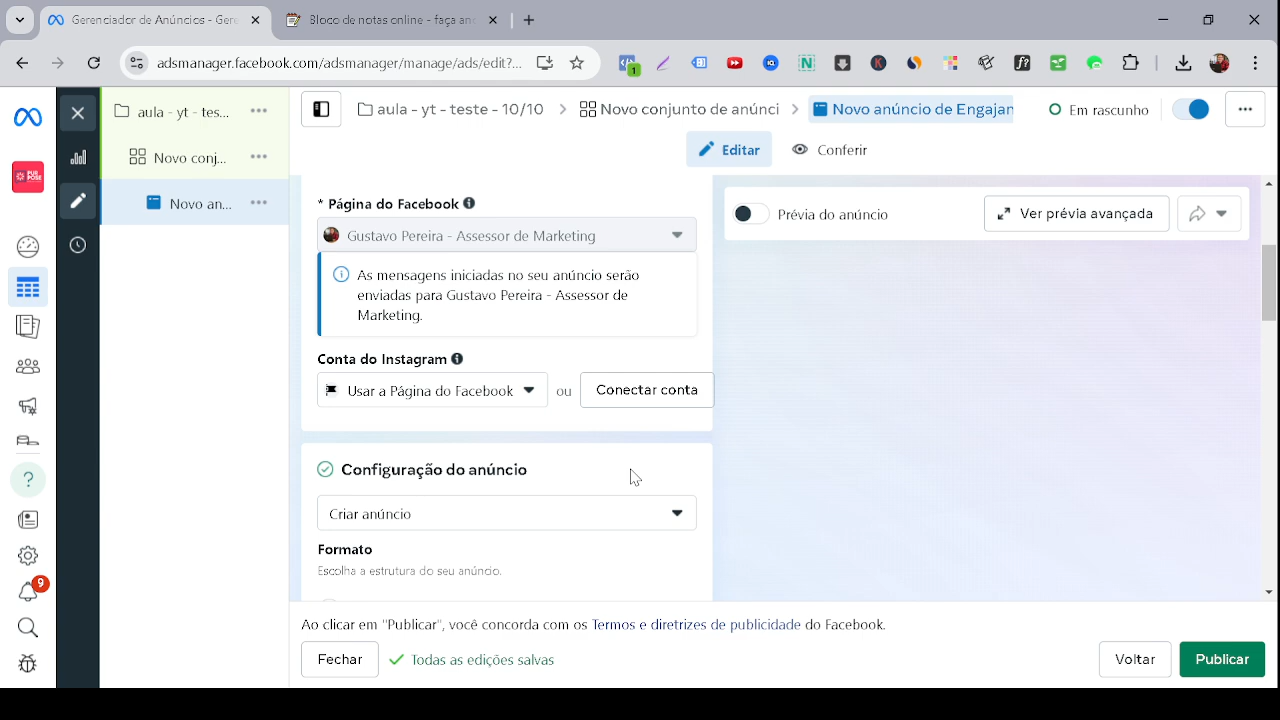 Gerenciador de Anúncios - Gere
Bloco de notas online - faça ano
adsmanager.facebook.com/adsmanager/manage/ads/edit?...
1
aula - yt - tes...
Novo conj...
Novo an...
9
aula - yt - teste - 10/10
Novo conjunto de anúnci
Novo anúncio de Engajan
Em rascunho
Editar
Conferir
* Página do Facebook
Gustavo Pereira - Assessor de Marketing
As mensagens iniciadas no seu anúncio serão
enviadas para Gustavo Pereira - Assessor de
Marketing.
Conta do Instagram
Usar a Página do Facebook
ou
Conectar conta
Configuração do anúncio
Criar anúncio
Formato
Escolha a estrutura do seu anúncio.
Prévia do anúncio
Ver prévia avançada
Ao clicar em "Publicar", você concorda com os Termos e diretrizes de publicidade do Facebook.
Fechar
Todas as edições salvas
Voltar
Publicar